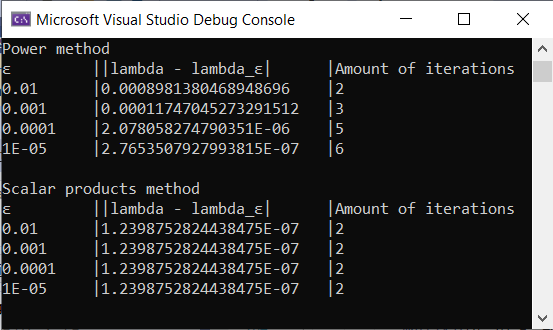 Microsoft Visual Studio Debug Console
Power method
ε ||lambda - lambda_ε| |Amount of iterations
0.01 |0.0008981380468948696 |2
0.001 |0.00011747045273291512 |3
0.0001 |2.078058274790351E-06 |5
1E-05 |2.7653507927993815E-07 |6
Scalar products method
ε ||lambda - lambda_ε| |Amount of iterations
0.01 |1.2398752824438475E-07 |2
0.001 |1.2398752824438475E-07 |2
0.0001 |1.2398752824438475E-07 |2
1E-05 |1.2398752824438475E-07 |2